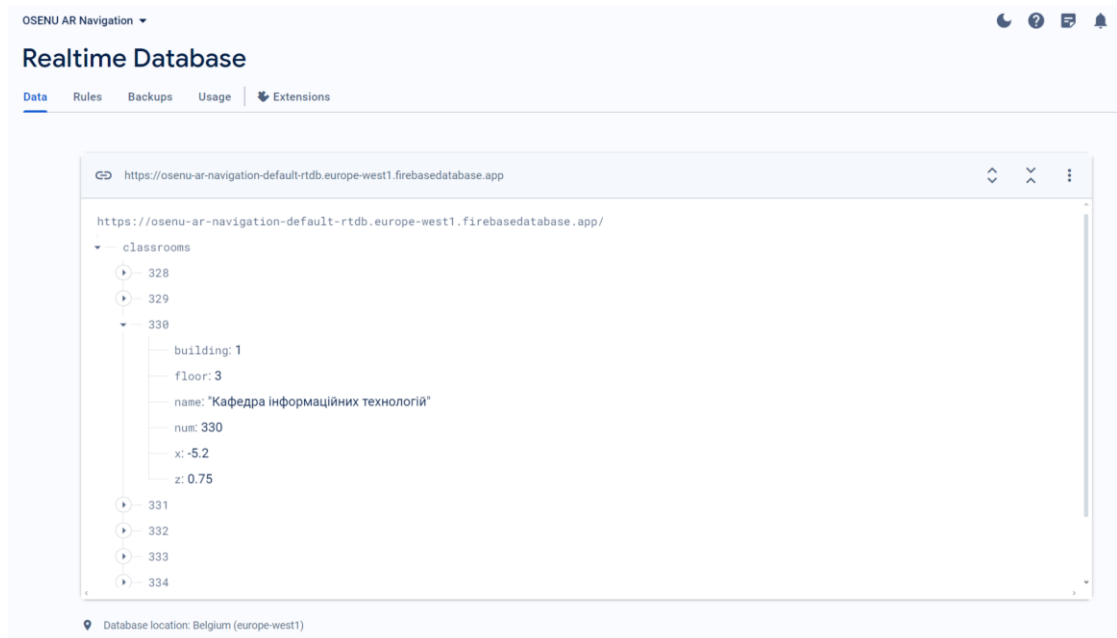 OSENU AR Navigation
Realtime Database
Data Rules Backups Usage Extensions
https://osenu-ar-navigation-default-rtdb.europe-west1.firebasedatabase.app
https://osenu-ar-navigation-default-rtdb.europe-west1.firebasedatabase.app/
classrooms
328
329
330
building: 1
floor: 3
name: "Кафедра інформаційних технологій"
num: 330
x: -5.2
z: 0.75
331
332
333
334
Database location: Belgium (europe-west1)